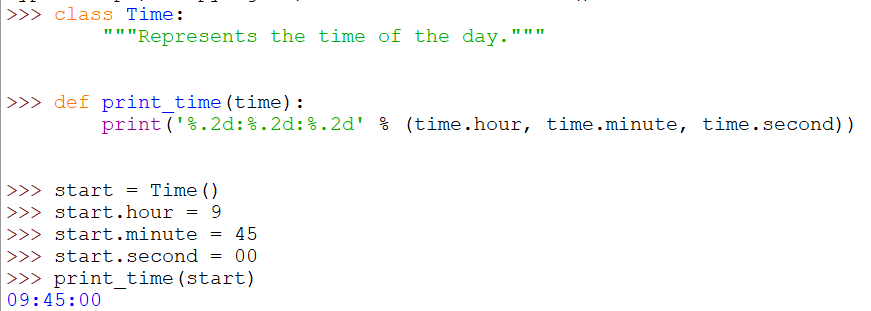 >>> class Time:
        """Represents the time of the day."""
>>> def print_time(time):
        print('%.2d:%.2d:%.2d' % (time.hour, time.minute, time.second))
>>> start = Time()
>>> start.hour = 9
>>> start.minute = 45
>>> start.second = 00
>>> print_time(start)
09:45:00